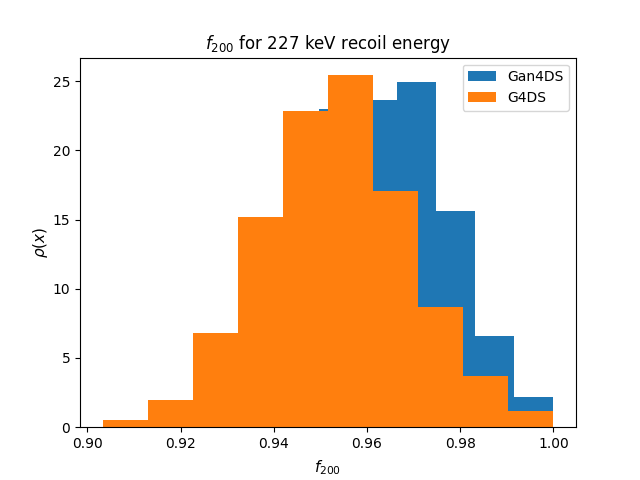 f₂₀₀ for 227 keV recoil energy
Gan4DS
G4DS
25
20
15
10
5
0
ρ(x)
0.90 0.92 0.94 0.96 0.98 1.00
f₂₀₀